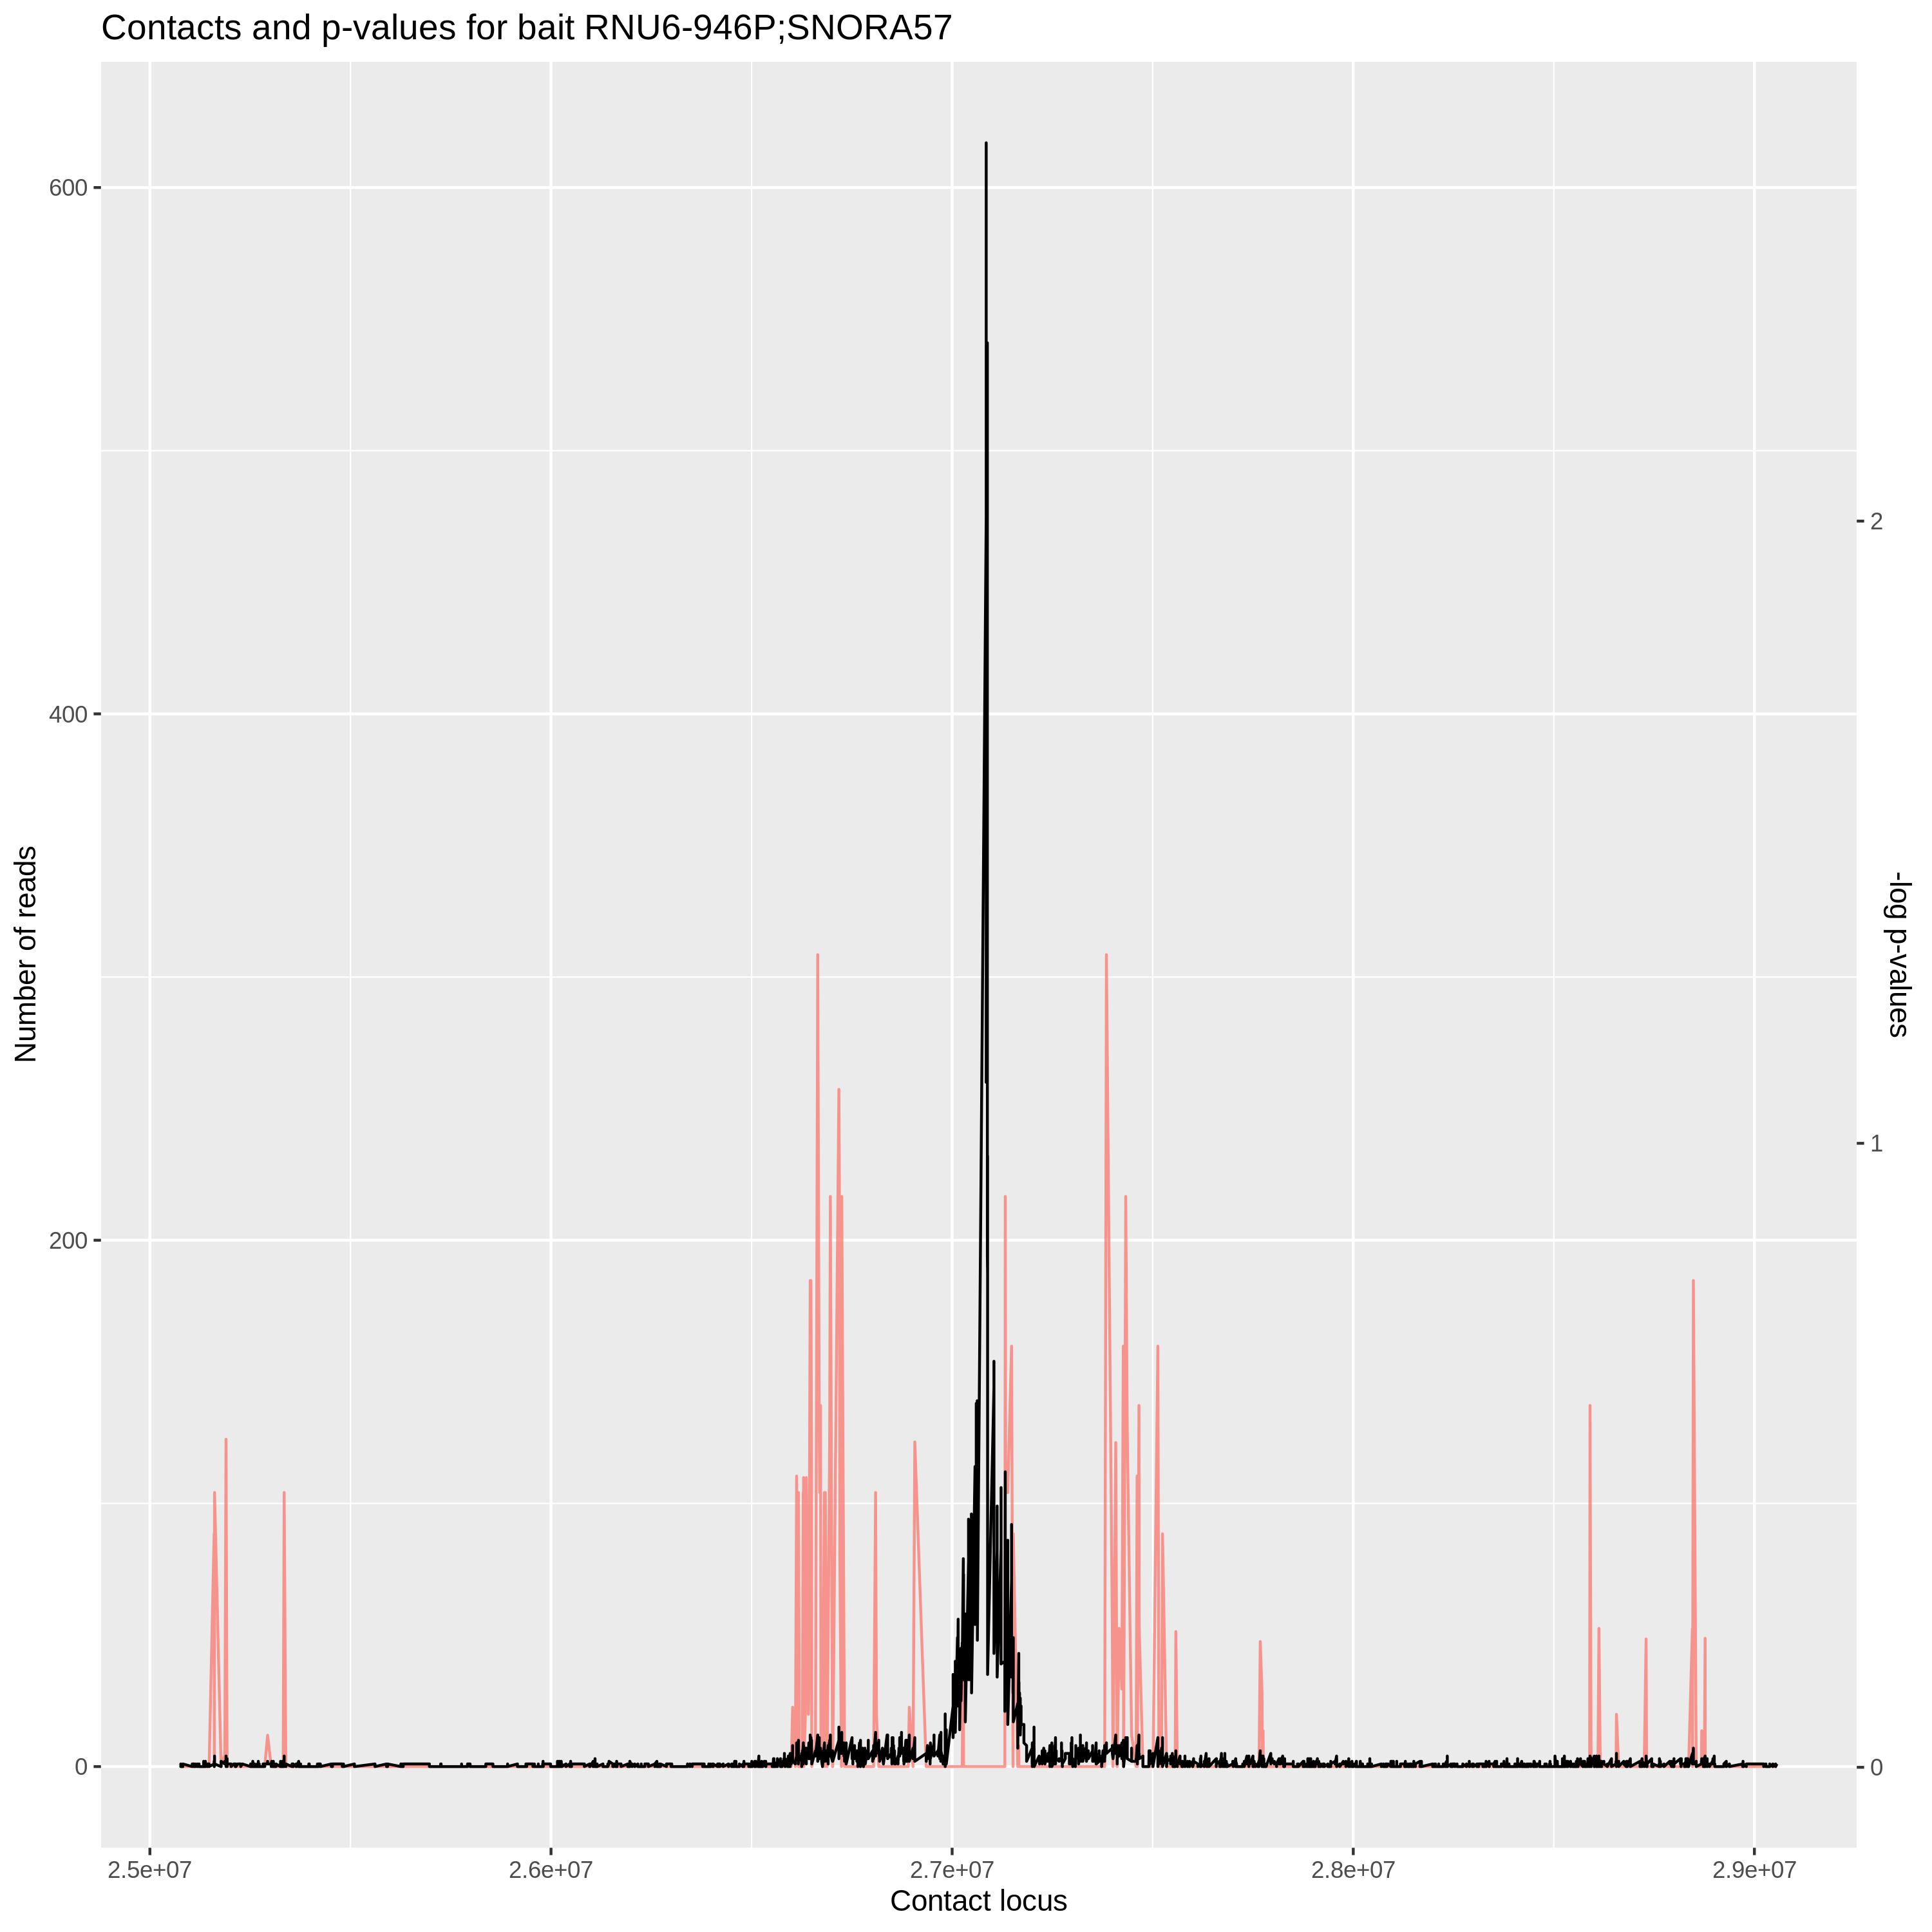 Contacts and p-values for bait RNU6-946P;SNORA57
600
400
200
0
Number of reads
2
1
0
-log p-values
2.5e+07
2.6e+07
2.7e+07
2.8e+07
2.9e+07
Contact locus